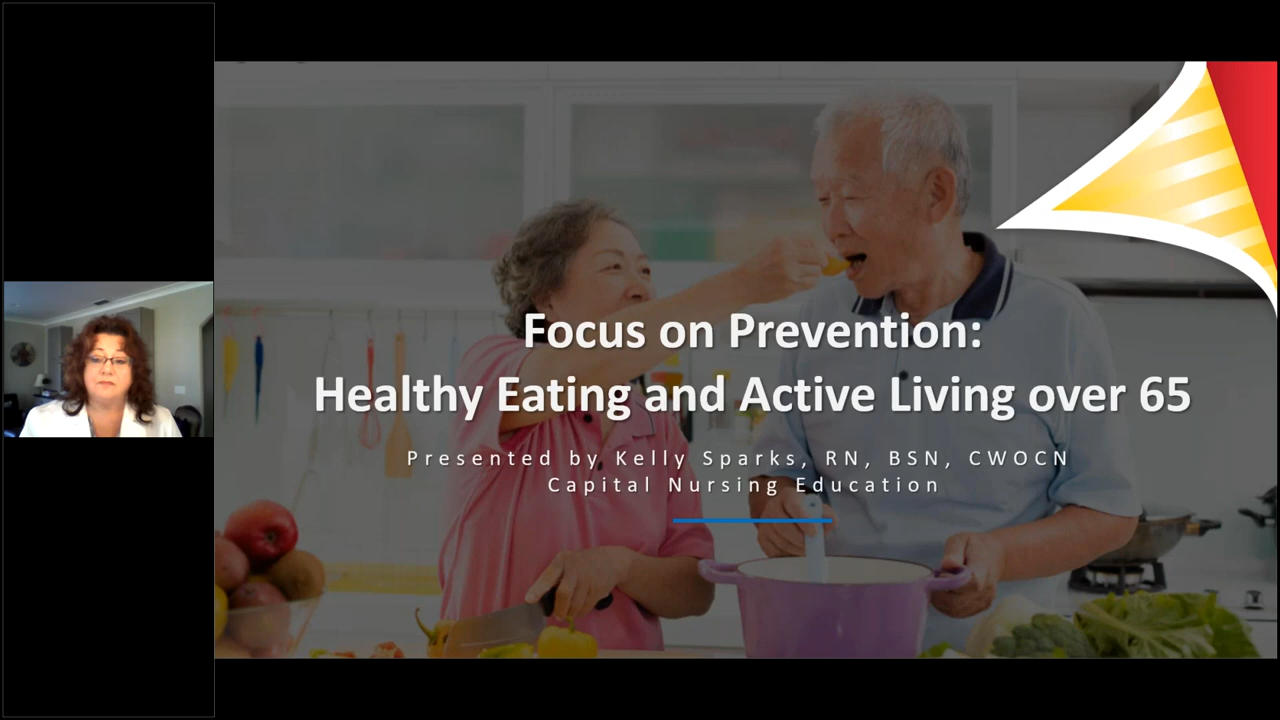 Focus on Prevention:
Healthy Eating and Active Living over 65
Presented by Kelly Sparks, RN, BSN, CWOCN
Capital Nursing Education